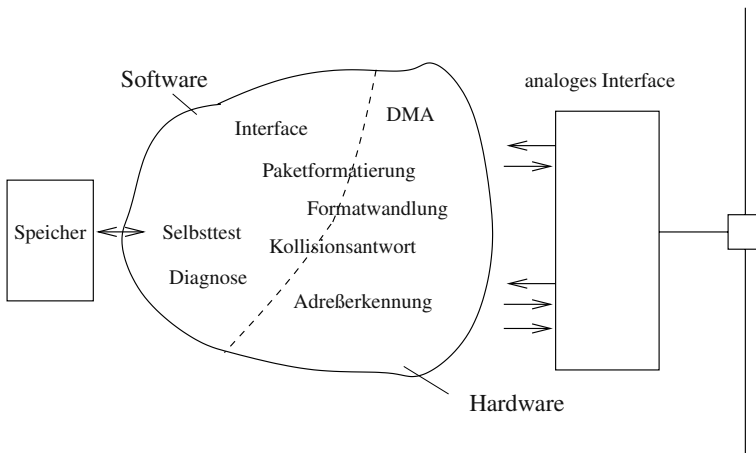 Software
analoges Interface
Interface
DMA
Paketformatierung
Formatwandlung
Speicher
Selbsttest
Kollisionsantwort
Diagnose
Adreßerkennung
Hardware